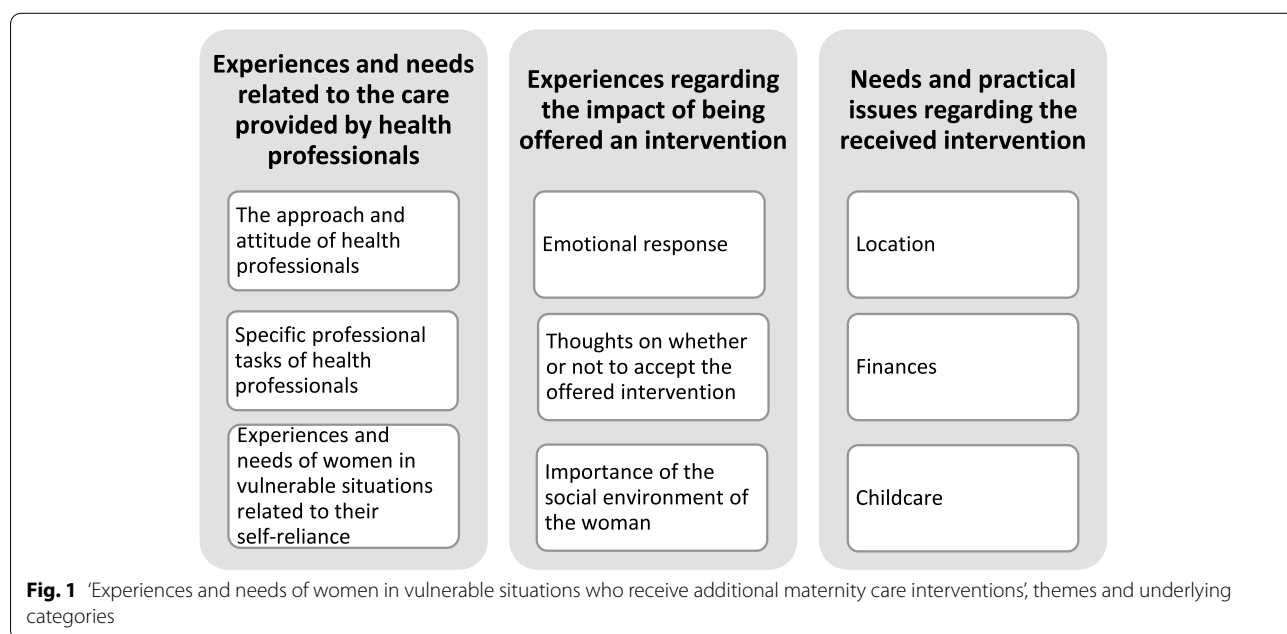 Experiences and needs
related to the care
provided by health
professionals
The approach and
attitude of health
professionals
Specific professional
tasks of health
professionals
Experiences and
needs of women in
vulnerable situations
related to their
self-reliance
Experiences regarding
the impact of being
offered an intervention
Emotional response
Thoughts on whether
or not to accept the
offered intervention
Importance of the
social environment of
the woman
Needs and practical
issues regarding the
received intervention
Location
Finances
Childcare
Fig. 1 ‘Experiences and needs of women in vulnerable situations who receive additional maternity care interventions’, themes and underlying
categories